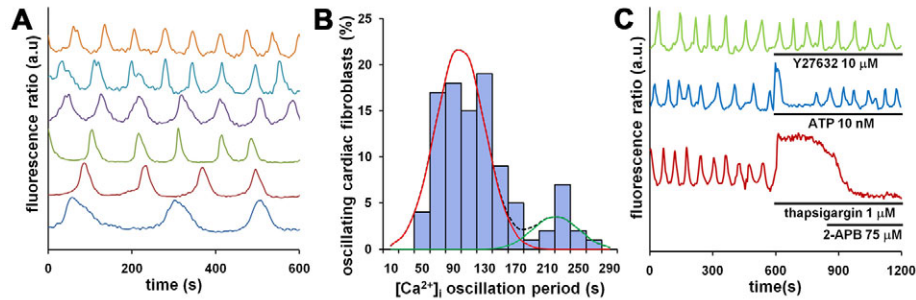 A
fluorescence ratio (a.u)
0 200 400 600
time (s)
B
oscillating cardiac fibroblasts (%)
25
20
15
10
5
0
10 50 90 130 170 210 250 290
[Ca2+]i oscillation period (s)
C
fluorescence ratio (a.u.)
Y27632 10 μM
ATP 10 nM
thapsigargin 1 μM
2-APB 75 μM
0 300 600 900 1200
time(s)